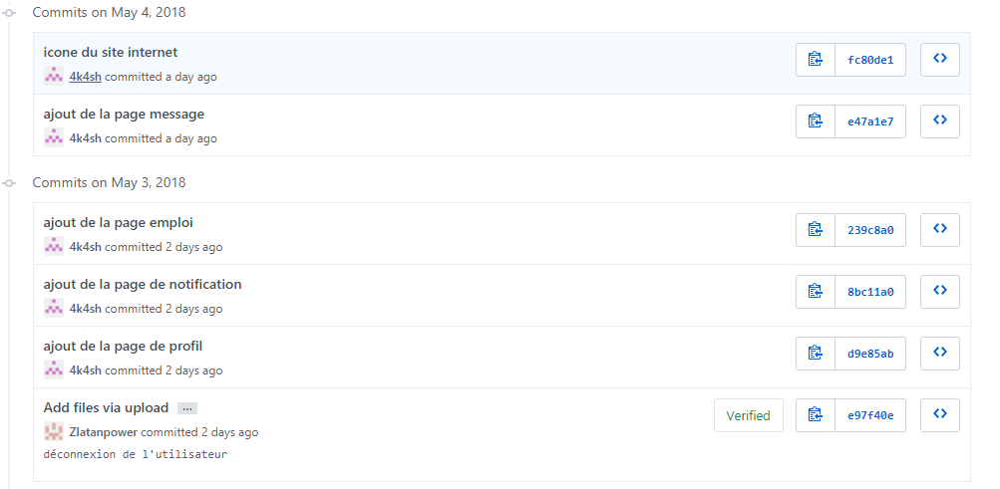 Commits on May 4, 2018
icone du site internet
4k4sh committed a day ago
fc80de1
ajout de la page message
4k4sh committed a day ago
e47a1e7
Commits on May 3, 2018
ajout de la page emploi
4k4sh committed 2 days ago
239c8a0
ajout de la page de notification
4k4sh committed 2 days ago
8bc11a0
ajout de la page de profil
4k4sh committed 2 days ago
d9e85ab
Add files via upload …
Zlatanpower committed 2 days ago
Verified
e97f40e
déconnexion de l'utilisateur